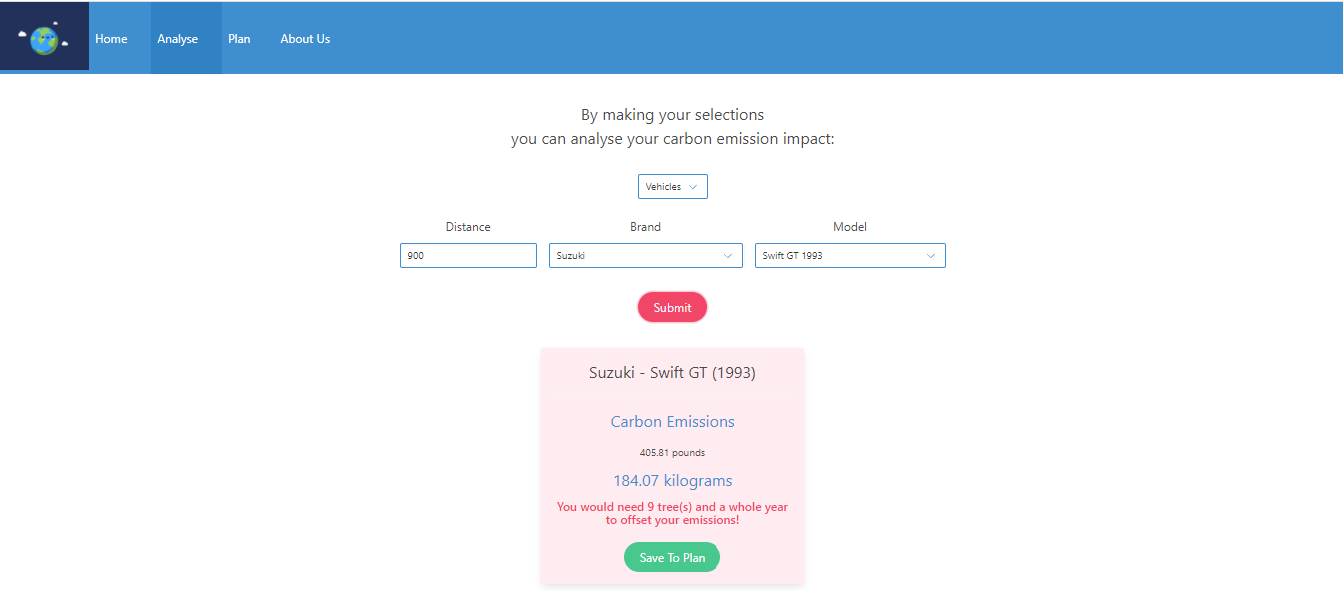 Home Analyse Plan About Us
By making your selections
you can analyse your carbon emission impact:
Vehicles
Distance Brand Model
900 Suzuki Swift GT 1993
Submit
Suzuki - Swift GT (1993)
Carbon Emissions
405.81 pounds
184.07 kilograms
You would need 9 tree(s) and a whole year
to offset your emissions!
Save To Plan